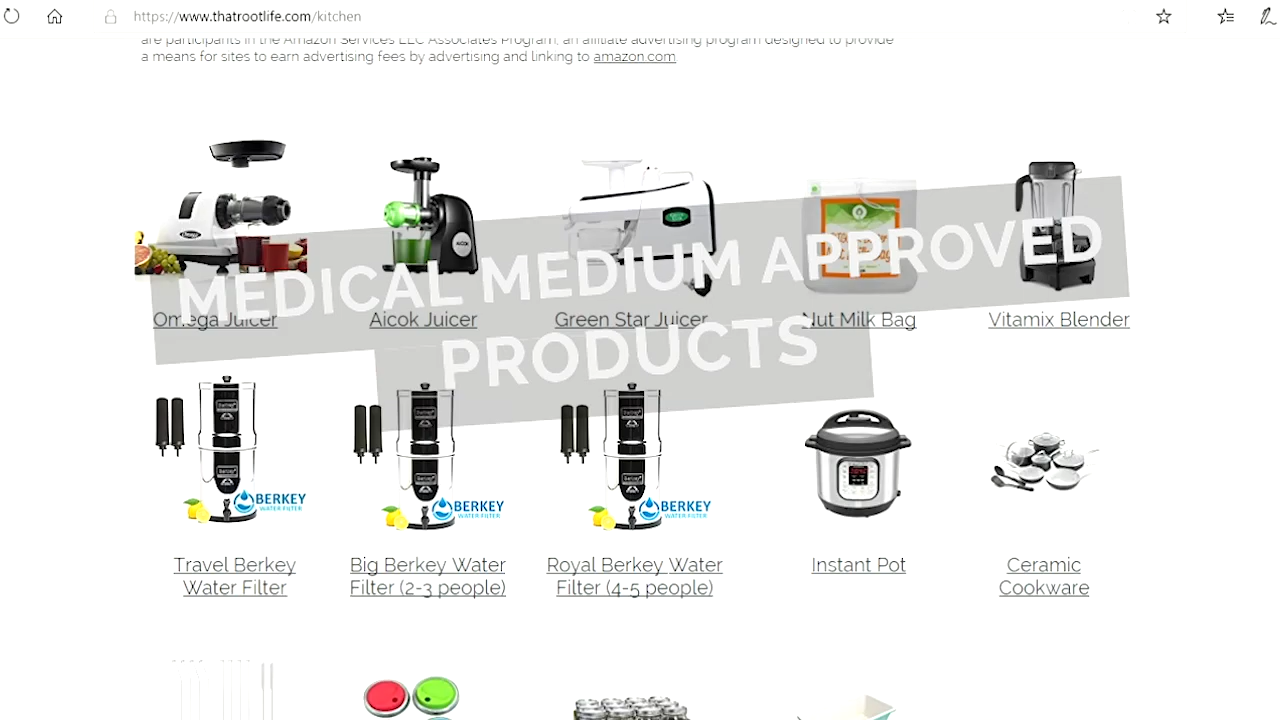 https://www.thatrootlife.com/kitchen
are participants in the Amazon Services LLC Associates Program, an affiliate advertising program designed to provide
a means for sites to earn advertising fees by advertising and linking to amazon.com
MEDICAL MEDIUM APPROVED
PRODUCTS
Omega Juicer
Aicok Juicer
Green Star Juicer
Nut Milk Bag
Vitamix Blender
AICOK
BERKEY
WATER FILTER
BERKEY
WATER FILTER
BERKEY
WATER FILTER
Travel Berkey
Water Filter
Big Berkey Water
Filter (2-3 people)
Royal Berkey Water
Filter (4-5 people)
Instant Pot
Ceramic
Cookware